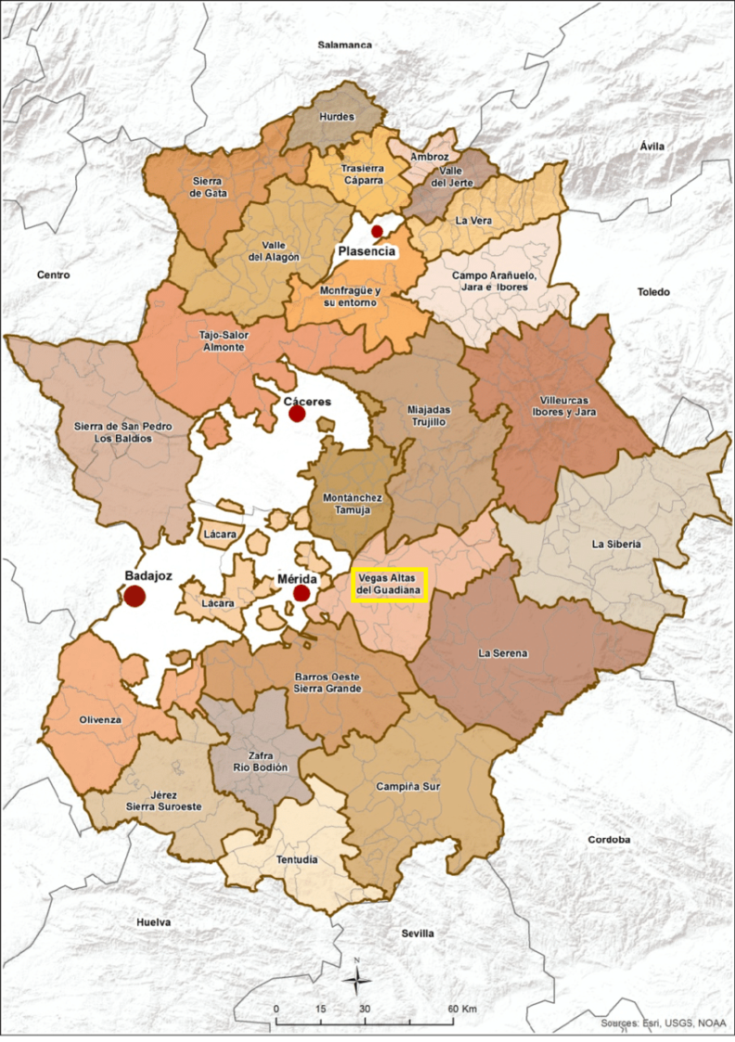 Salamanca
Hurdes
Ávila
Ambroz
Trasierra
Cáparra
Valle
del Jerte
Sierra
de Gata
La Vera
Plasencia
Valle
del Alagón
Centro
Campo Arañuelo,
Jara e Ibores
Toledo
Monfragüe y
su entorno
Tajo-Salor
Almonte
Cáceres
Villeurcas
Ibores y Jara
Miajadas
Trujillo
Sierra de San Pedro
Los Baldíos
Montánchez
Tamuja
Lácara
La Siberia
Badajoz
Mérida
Vegas Altas
del Guadiana
Lácara
La Serena
Barros Oeste
Sierra Grande
Olivenza
Zafra
Río Bodión
Campiña Sur
Jérez
Sierra Suroeste
Cordoba
Tentudía
Huelva
Sevilla
N
0 15 30 60 Km
Sources: Esri, USGS, NOAA